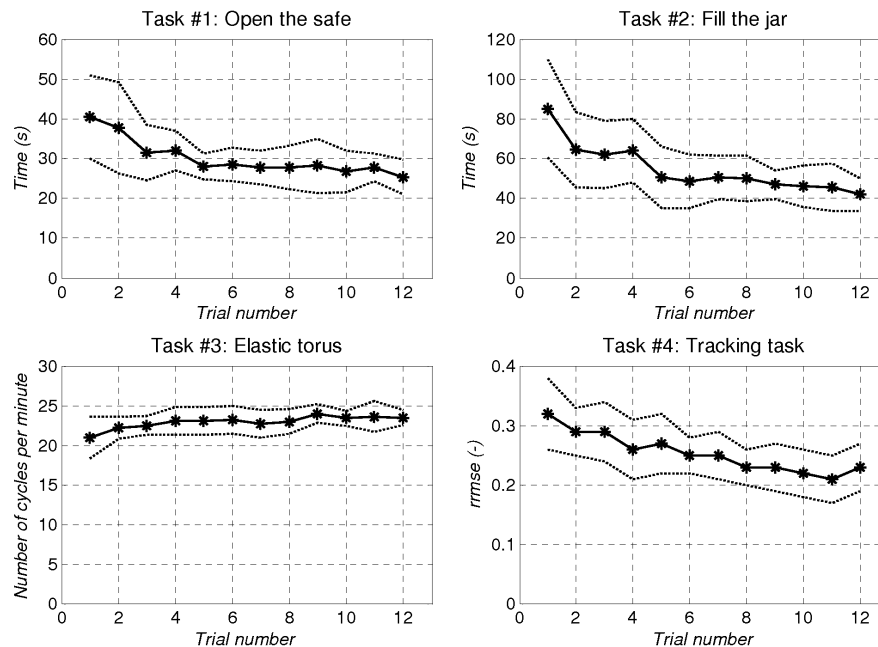 Task #1: Open the safe
60
50
40
30
20
10
0
Time (s)
0 2 4 6 8 10 12
Trial number
Task #2: Fill the jar
120
100
80
60
40
20
0
Time (s)
0 2 4 6 8 10 12
Trial number
Task #3: Elastic torus
30
25
20
15
10
5
0
Number of cycles per minute
0 2 4 6 8 10 12
Trial number
Task #4: Tracking task
0.4
0.3
0.2
0.1
0
rrmse (-)
0 2 4 6 8 10 12
Trial number